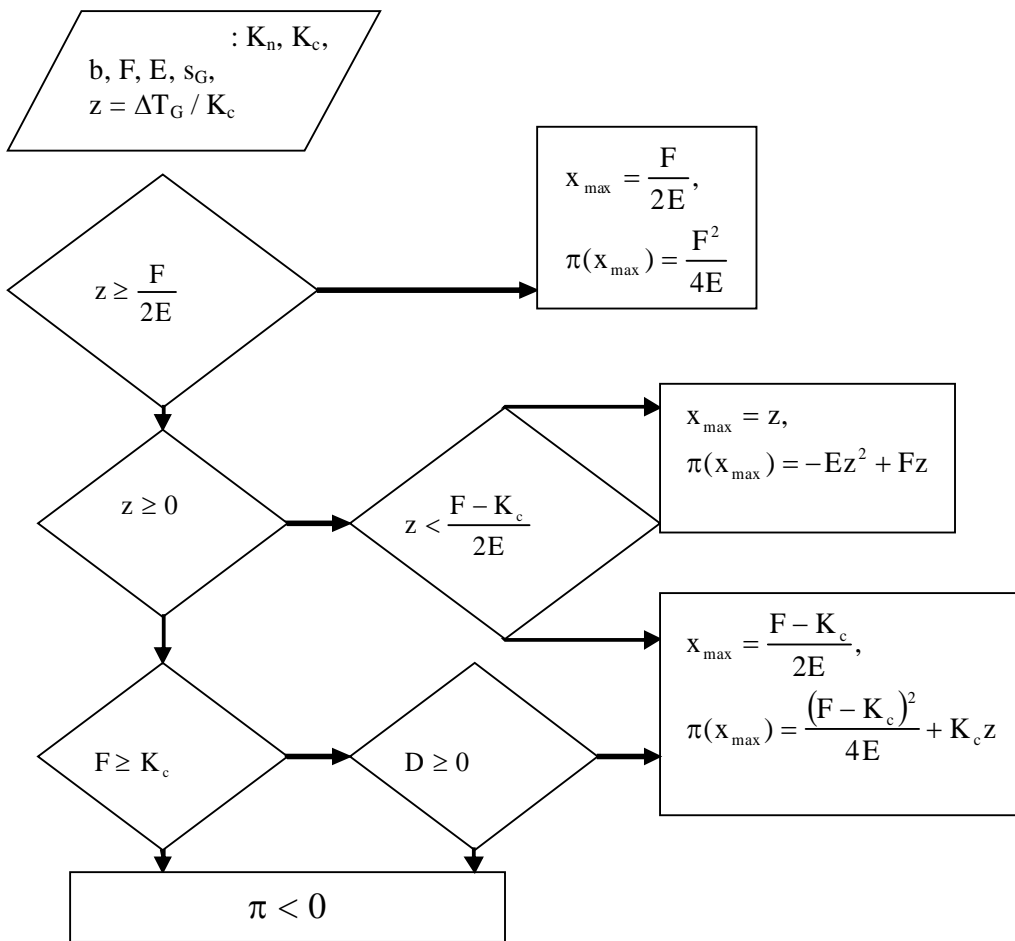 : Kₙ, K_c,
b, F, E, s_G,
z = ΔT_G / K_c
x_max = F/2E,
π(x_max) = F²/4E
z ≥ F/2E
x_max = z,
π(x_max) = −Ez² + Fz
z ≥ 0
z < (F − K_c)/2E
x_max = (F − K_c)/2E,
π(x_max) = (F − K_c)²/4E + K_c z
F ≥ K_c
D ≥ 0
π < 0